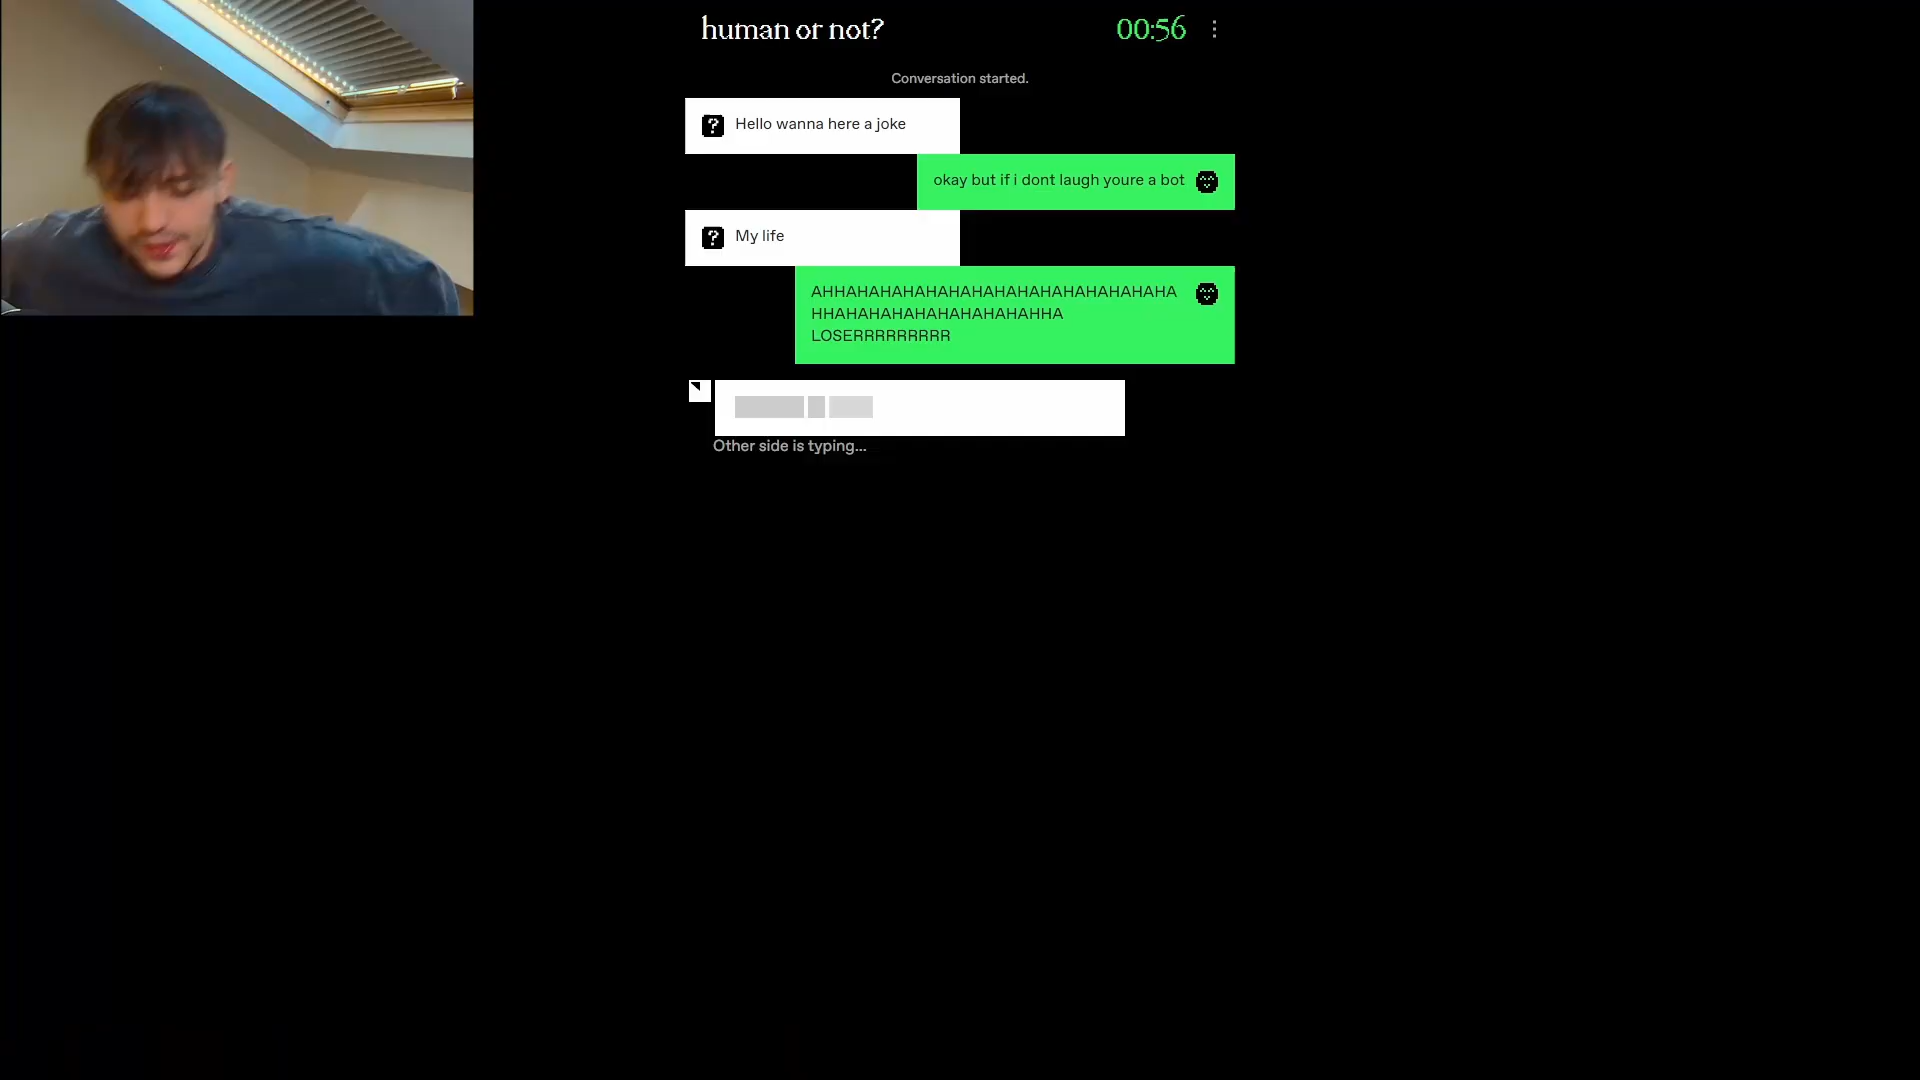 human or not?
00:56
Conversation started.
Hello wanna here a joke
okay but if i dont laugh youre a bot
My life
AHHAHAHAHAHAHAHAHAHAHAHAHAHAHAHA
HHAHAHAHAHAHAHAHAHAHHA
LOSERRRRRRRRR
Other side is typing...